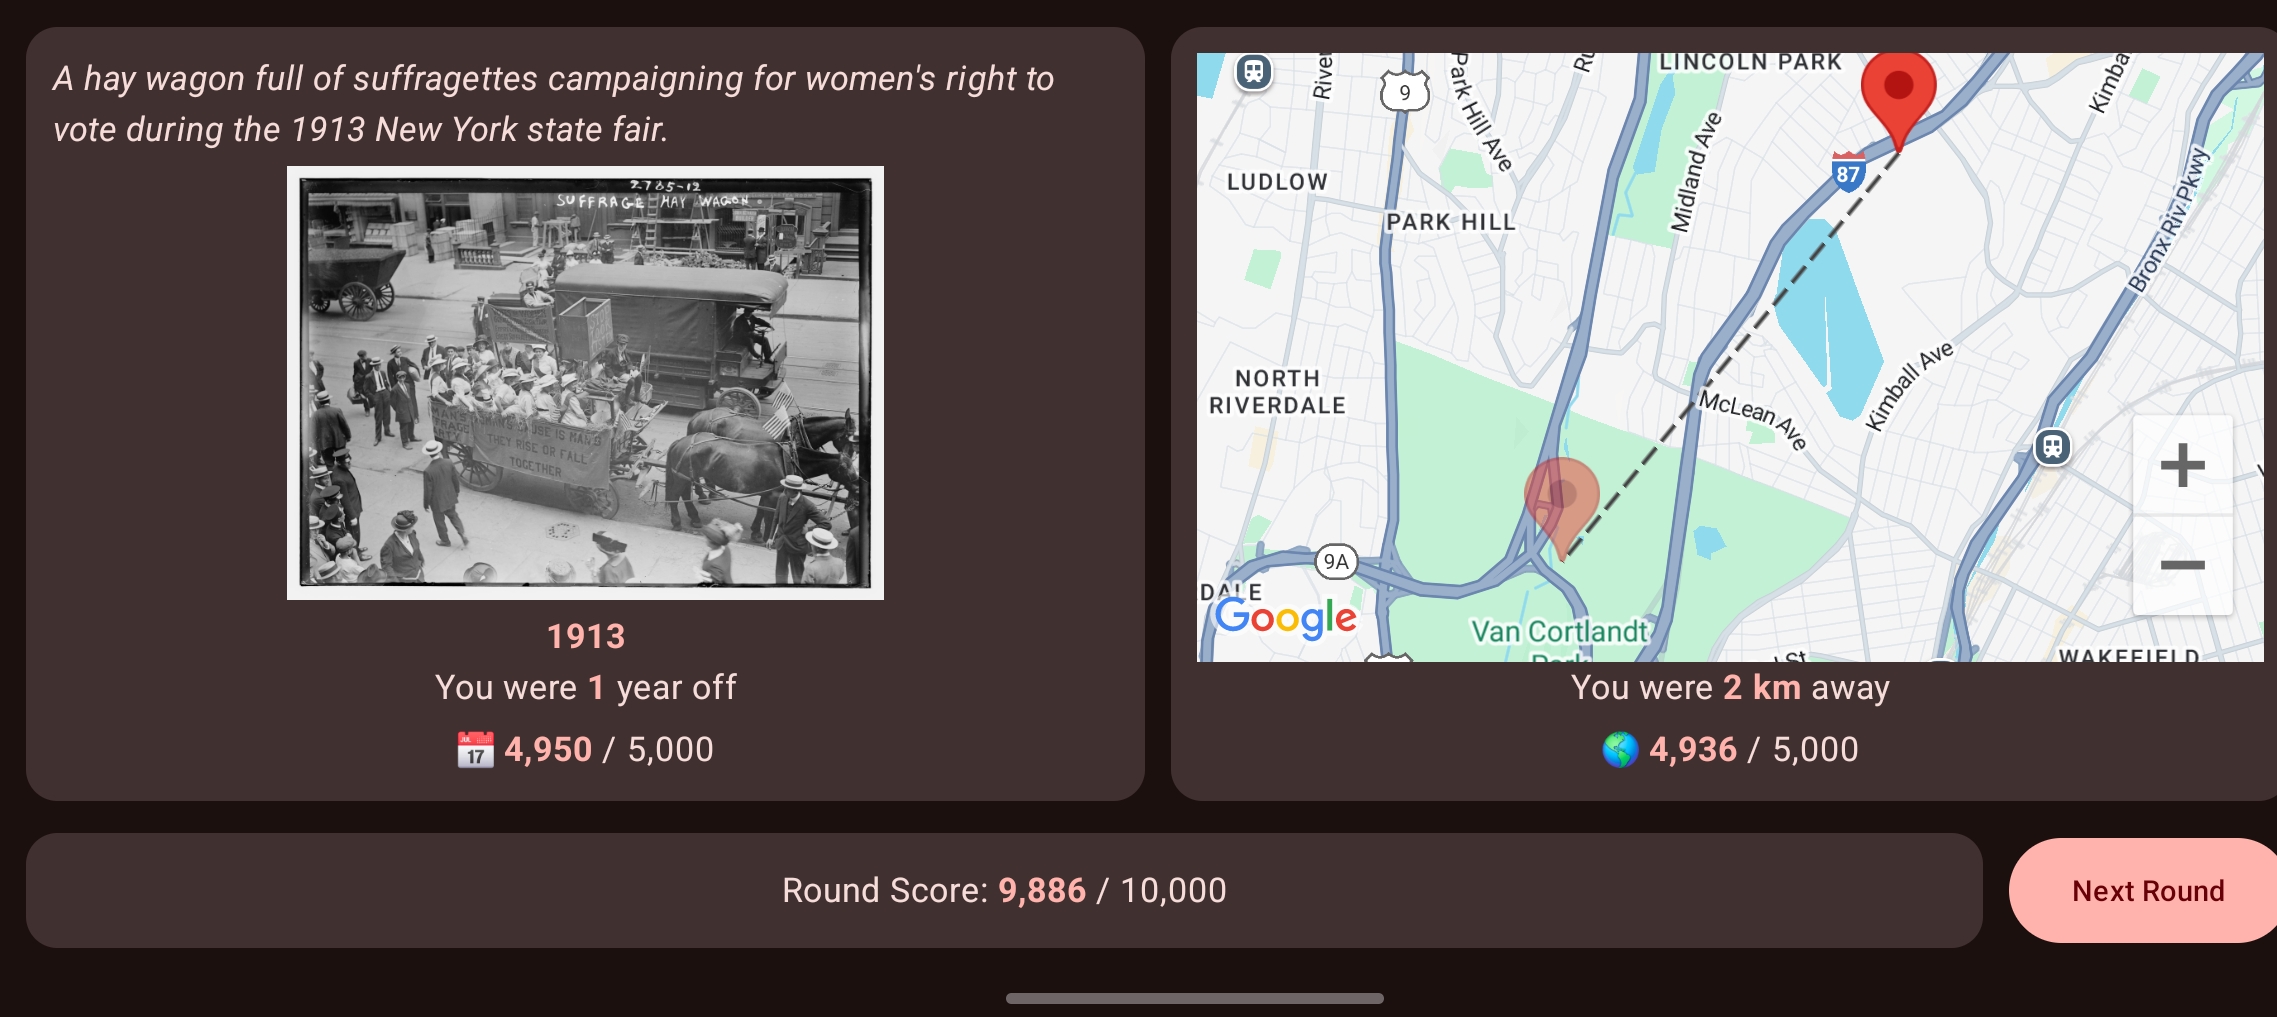 A hay wagon full of suffragettes campaigning for women's right to
vote during the 1913 New York state fair.
2785-12
SUFFRAGE HAY WAGON.
MAN'S CAUSE IS MAN'S
THEY RISE OR FALL
TOGETHER
1913
You were 1 year off
JUL
17
4,950 / 5,000
LINCOLN PARK
River
9
Park Hill Ave
Midland Ave
Kimba
87
LUDLOW
PARK HILL
Bronx Riv Pkwy
NORTH
RIVERDALE
McLean Ave
Kimball Ave
9A
DALE
Google
Van Cortlandt
Park
WAKEFIELD
You were 2 km away
4,936 / 5,000
Round Score: 9,886 / 10,000
Next Round